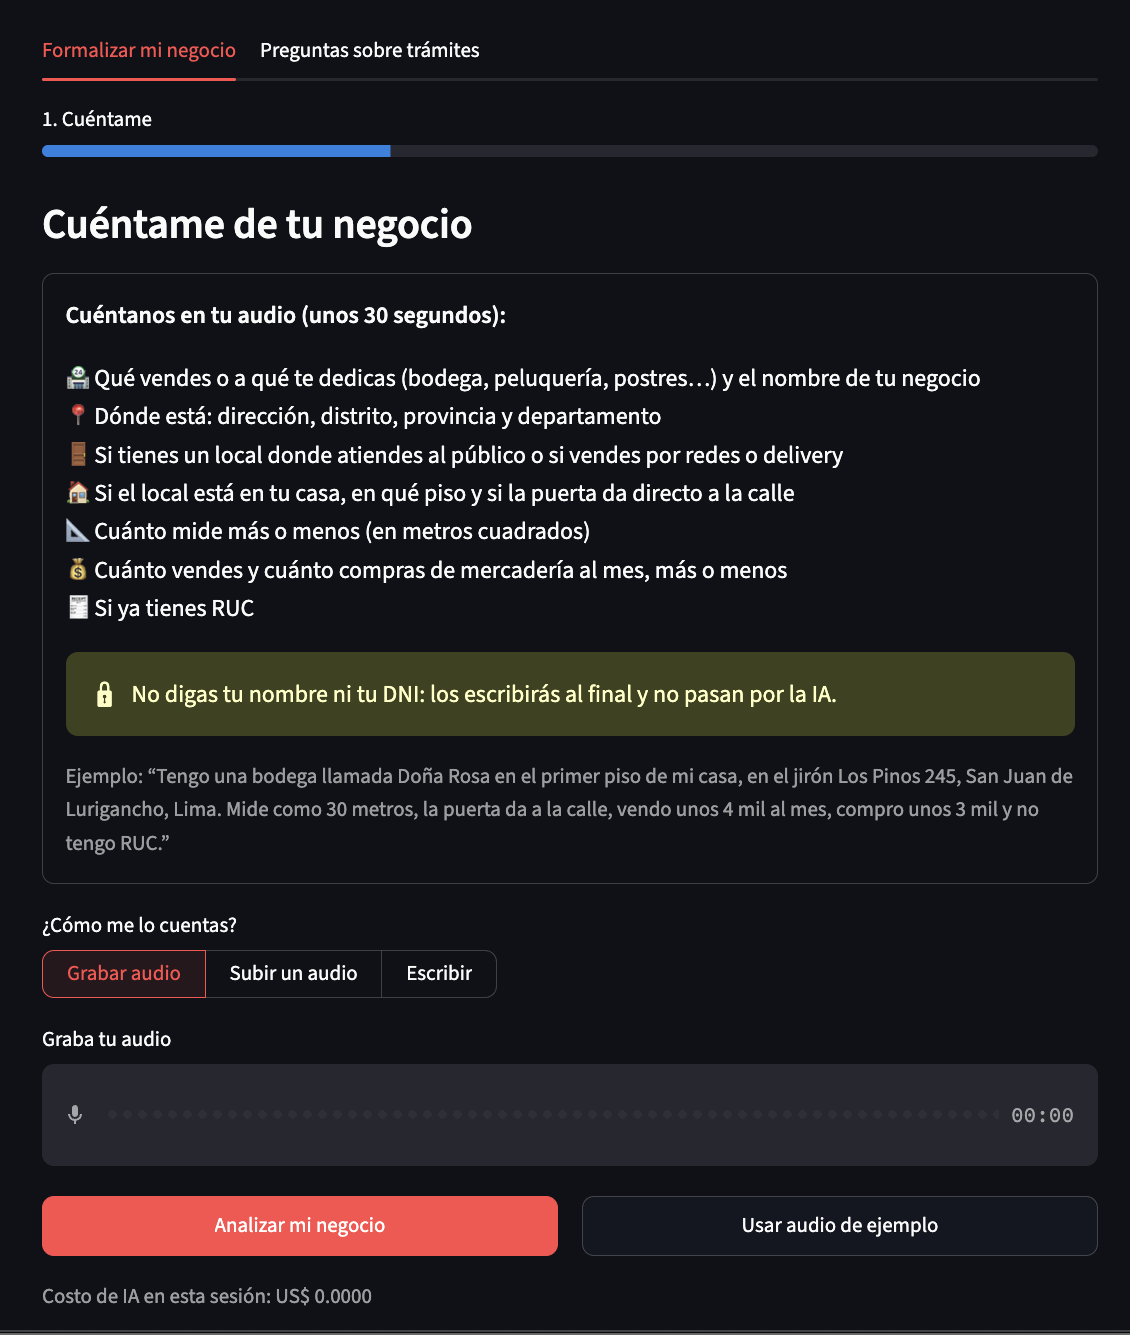 Formalizar mi negocio Preguntas sobre trámites
1. Cuéntame
Cuéntame de tu negocio
Cuéntanos en tu audio (unos 30 segundos):
🏪 Qué vendes o a qué te dedicas (bodega, peluquería, postres…) y el nombre de tu negocio
📍 Dónde está: dirección, distrito, provincia y departamento
🚪 Si tienes un local donde atiendes al público o si vendes por redes o delivery
🏠 Si el local está en tu casa, en qué piso y si la puerta da directo a la calle
📐 Cuánto mide más o menos (en metros cuadrados)
💰 Cuánto vendes y cuánto compras de mercadería al mes, más o menos
🧾 Si ya tienes RUC
No digas tu nombre ni tu DNI: los escribirás al final y no pasan por la IA.
Ejemplo: “Tengo una bodega llamada Doña Rosa en el primer piso de mi casa, en el jirón Los Pinos 245, San Juan de
Lurigancho, Lima. Mide como 30 metros, la puerta da a la calle, vendo unos 4 mil al mes, compro unos 3 mil y no
tengo RUC.”
¿Cómo me lo cuentas?
Grabar audio Subir un audio Escribir
Graba tu audio
00:00
Analizar mi negocio Usar audio de ejemplo
Costo de IA en esta sesión: US$ 0.0000